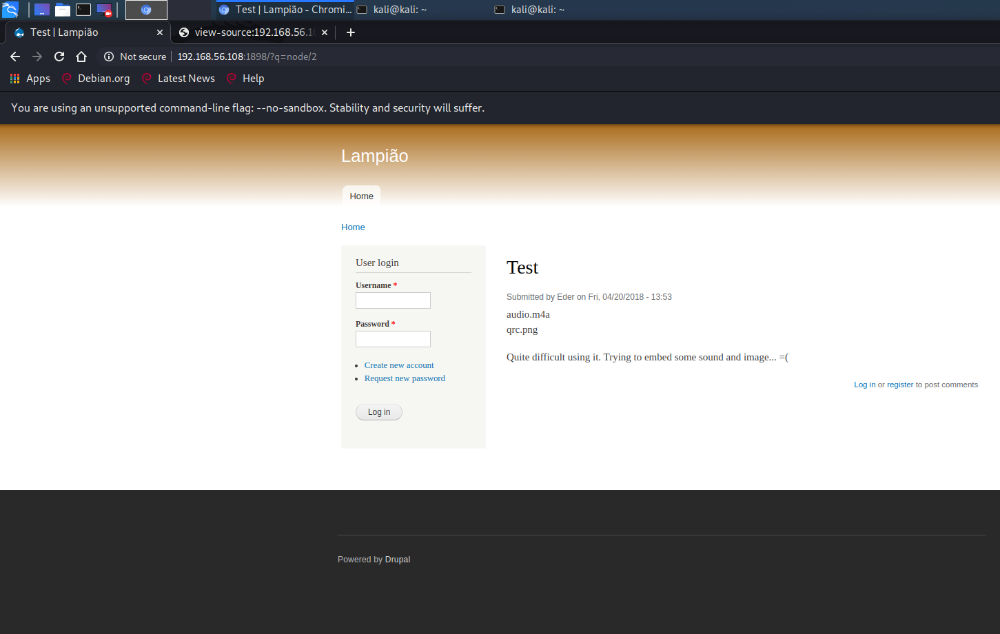 Test | Lampião - Chromi...
kali@kali: ~
kali@kali: ~
Test | Lampião
view-source:192.168.56.10
Not secure
192.168.56.108:1898/?q=node/2
Apps
Debian.org
Latest News
Help
You are using an unsupported command-line flag: --no-sandbox. Stability and security will suffer.
Lampião
Home
Home
User login
Username *
Password *
Create new account
Request new password
Log in
Test
Submitted by Eder on Fri, 04/20/2018 - 13:53
audio.m4a
qrc.png
Quite difficult using it. Trying to embed some sound and image... =(
Log in or register to post comments
Powered by Drupal